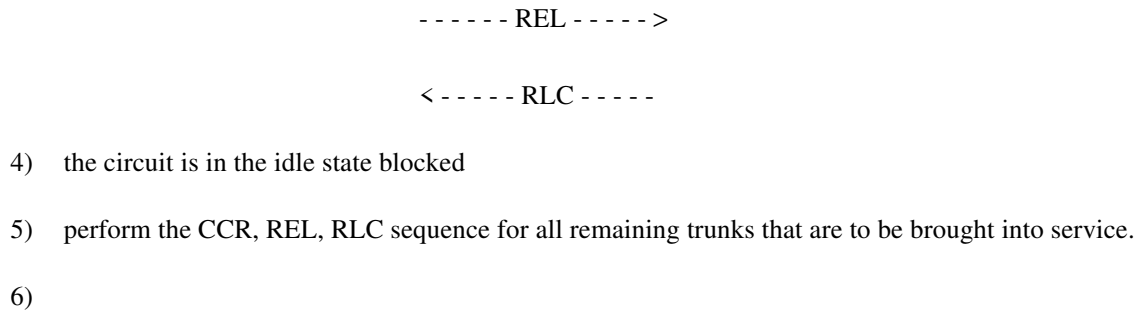 - - - - - - REL - - - - - >
< - - - - - RLC - - - - -
4) the circuit is in the idle state blocked
5) perform the CCR, REL, RLC sequence for all remaining trunks that are to be brought into service.
6)